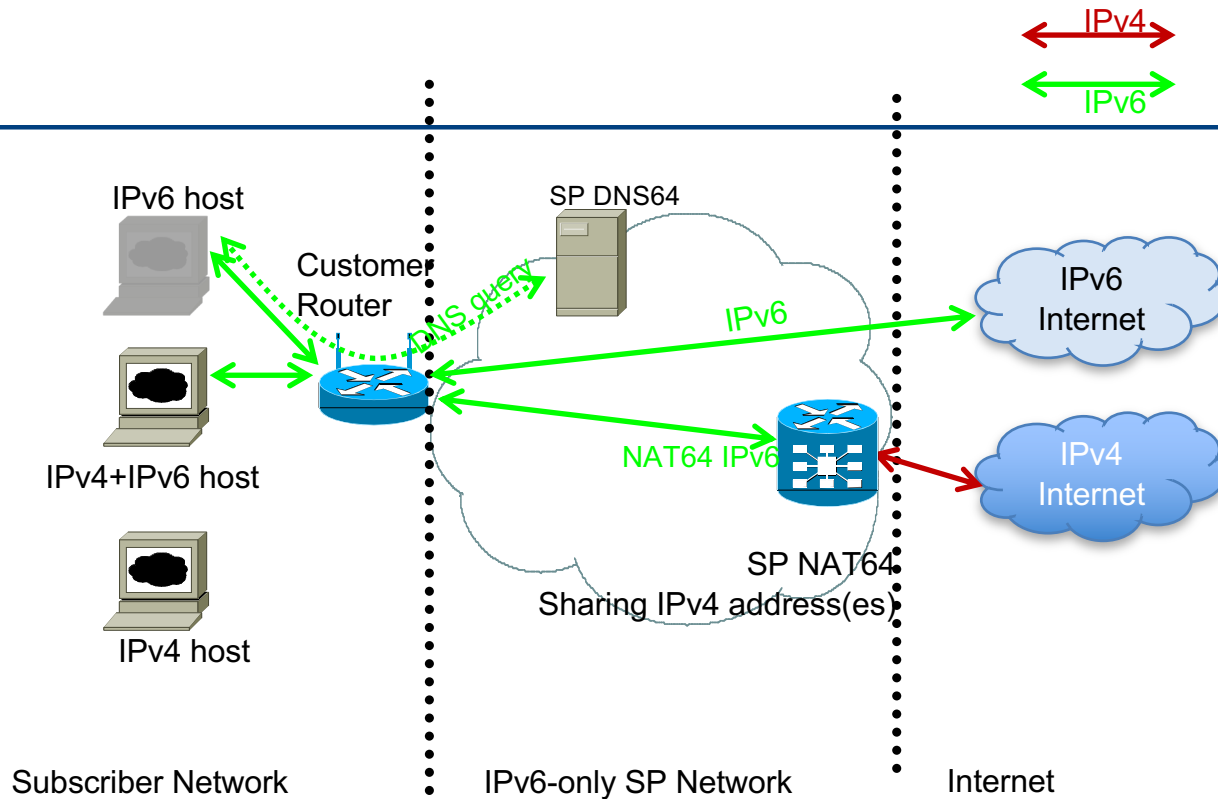 IPv4
IPv6
IPv6 host
SP DNS64
Customer
Router
DNS query
IPv6
IPv6
Internet
IPv4+IPv6 host
NAT64 IPv6
IPv4
Internet
SP NAT64
Sharing IPv4 address(es)
IPv4 host
Subscriber Network
IPv6-only SP Network
Internet